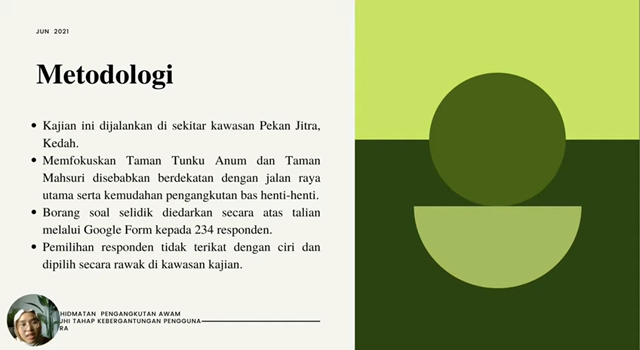 JUN 2021
Metodologi
• Kajian ini dijalankan di sekitar kawasan Pekan Jitra,
Kedah.
• Memfokuskan Taman Tunku Anum dan Taman
Mahsuri disebabkan berdekatan dengan jalan raya
utama serta kemudahan pengangkutan bas henti-henti.
• Borang soal selidik diedarkan secara atas talian
melalui Google Form kepada 234 responden.
• Pemilihan responden tidak terikat dengan ciri dan
dipilih secara rawak di kawasan kajian.
HIDMATAN PENGANGKUTAN AWAM
UHI TAHAP KEBERGANTUNGAN PENGGUNA
RA